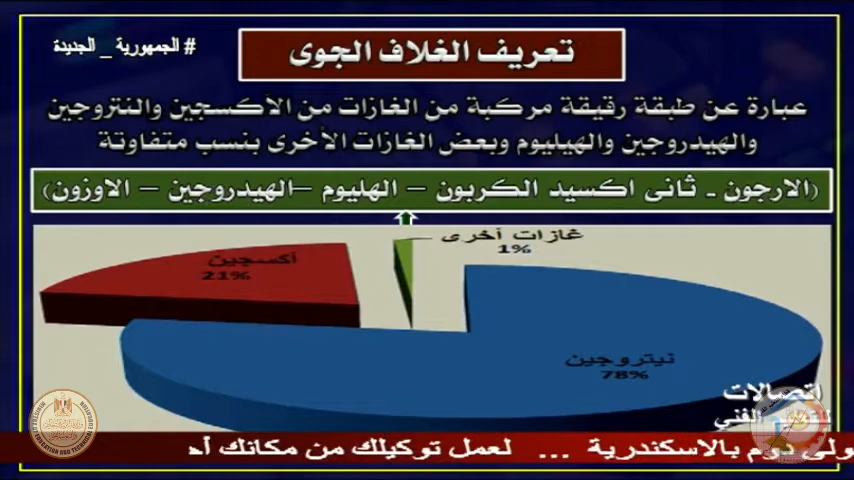 # الجمهورية _ الجديدة
تعريف الغلاف الجوى
عبارة عن طبقة رقيقة مركبة من الغازات من الأكسجين والنتروجين
والهيدروجين والهيليوم وبعض الغازات الأخرى بنسب متفاوتة
(الارجون - ثانى اكسيد الكربون - الهليوم -الهيدروجين - الاوزون)
غازات أخرى
1%
أكسجين
21%
نيتروجين
78%
اتصالات
الفني
دوم بالاسكندرية ... لعمل توكيلك من مكانك